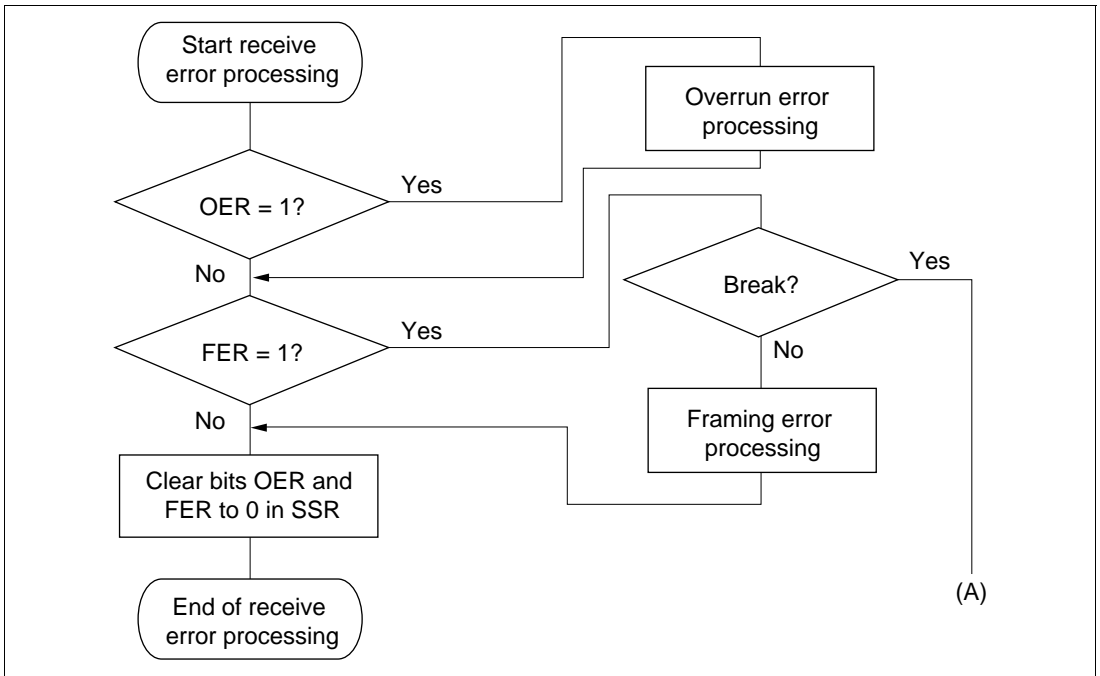 Start receive
error processing
Overrun error
processing
Yes
OER = 1?
No
Yes
Break?
Yes
FER = 1?
No
No
Framing error
processing
Clear bits OER and
FER to 0 in SSR
(A)
End of receive
error processing